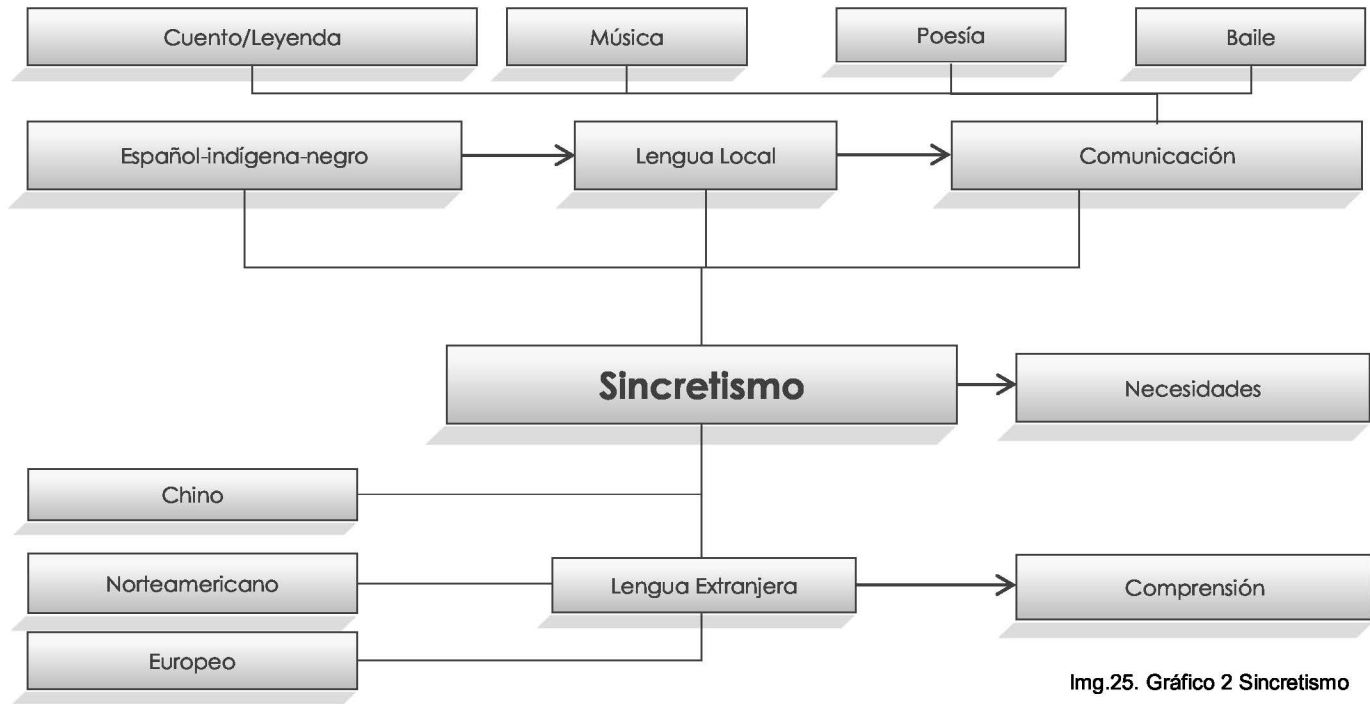 Cuento/Leyenda
Música
Poesía
Baile
Español-indígena-negro
Lengua Local
Comunicación
Sincretismo
Necesidades
Chino
Norteamericano
Lengua Extranjera
Comprensión
Europeo
Img.25. Gráfico 2 Sincretismo